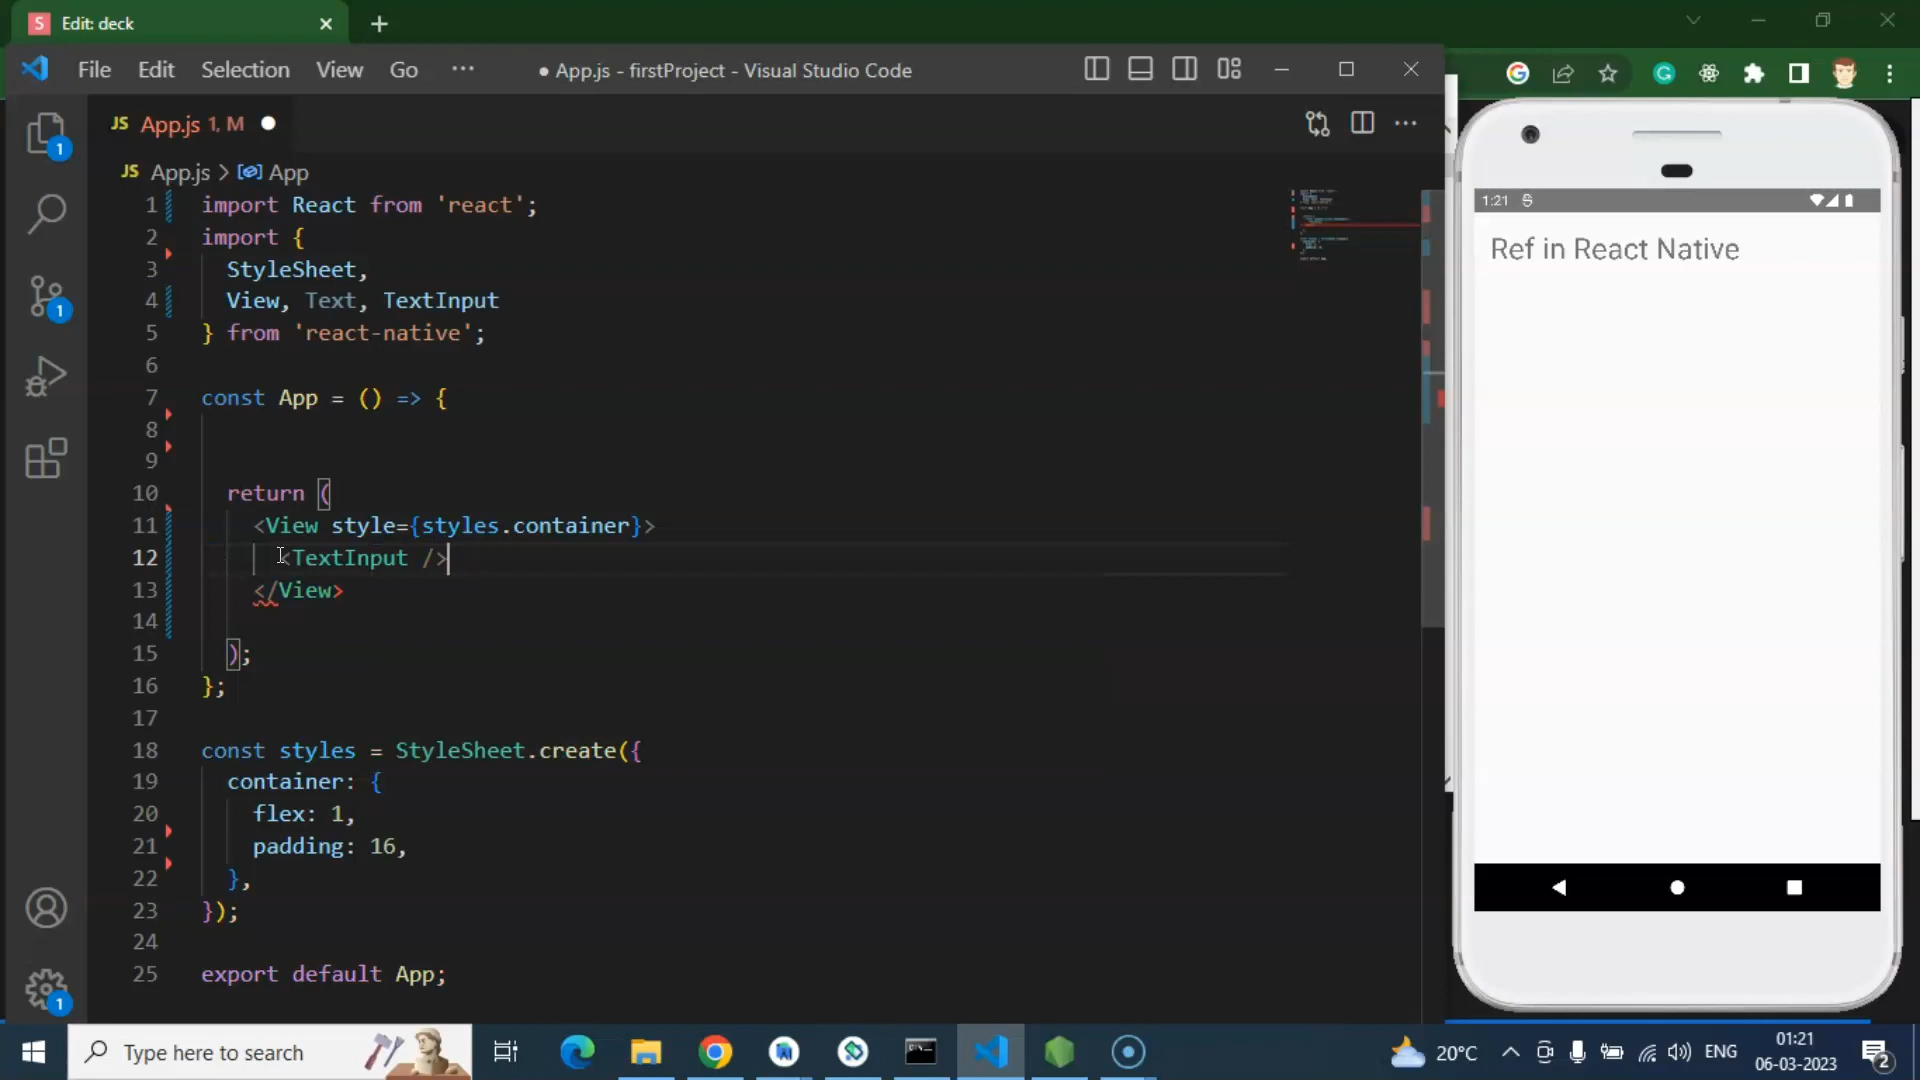 S Edit: deck
File Edit Selection View Go ··· ● App.js - firstProject - Visual Studio Code
JS App.js 1, M
JS App.js > App
1 import React from 'react';
2 import {
3 StyleSheet,
4 View, Text, TextInput
5 } from 'react-native';
6
7 const App = () => {
8
9
10 return (
11 <View style={styles.container}>
12 <TextInput />
13 </View>
14
15 );
16 };
17
18 const styles = StyleSheet.create({
19 container: {
20 flex: 1,
21 padding: 16,
22 },
23 });
24
25 export default App;
1
1
1
1:21
Ref in React Native
Type here to search
20°C
ENG
01:21
06-03-2023
2